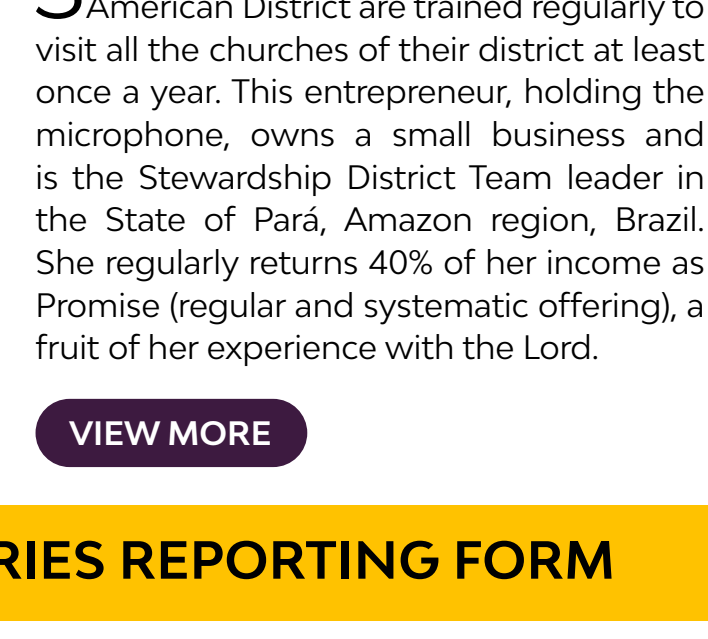 American District are trained regularly to
visit all the churches of their district at least
once a year. This entrepreneur, holding the
microphone, owns a small business and
is the Stewardship District Team leader in
the State of Pará, Amazon region, Brazil.
She regularly returns 40% of her income as
Promise (regular and systematic offering), a
fruit of her experience with the Lord.
VIEW MORE
RIES REPORTING FORM